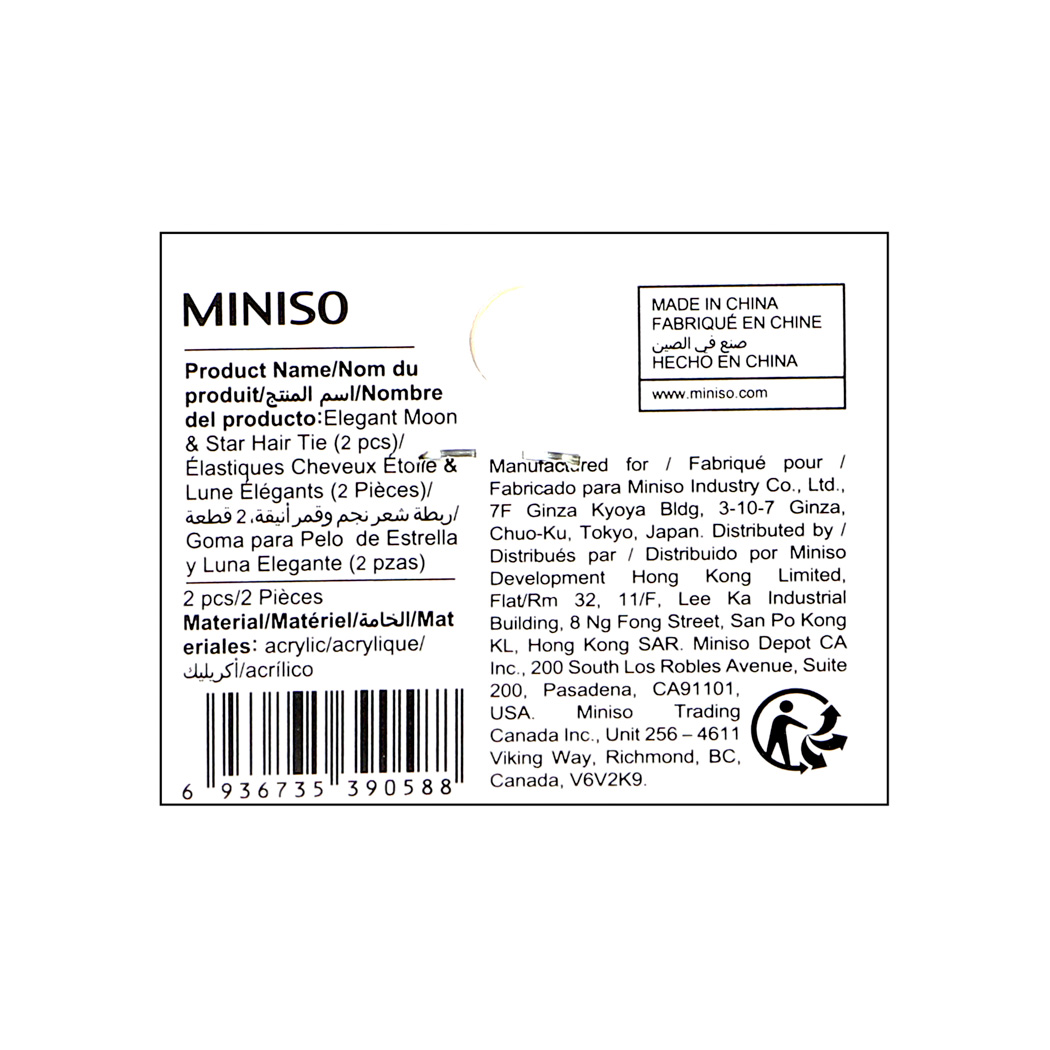 MINISO
Product Name/Nom du
produit/اسم المنتج/Nombre
del producto:Elegant Moon
& Star Hair Tie (2 pcs)/
Élastiques Cheveux Étoile &
Lune Élégants (2 Pièces)/
ربطة شعر نجم وقمر أنيقة، 2 قطعة/
Goma para Pelo de Estrella
y Luna Elegante (2 pzas)
2 pcs/2 Pièces
Material/Matériel/الخامة/Mat
eriales: acrylic/acrylique/
أكريليك/acrílico
6 936735 390588
MADE IN CHINA
FABRIQUÉ EN CHINE
صنع في الصين
HECHO EN CHINA
www.miniso.com
Manufactured for / Fabriqué pour /
Fabricado para Miniso Industry Co., Ltd.,
7F Ginza Kyoya Bldg, 3-10-7 Ginza,
Chuo-Ku, Tokyo, Japan. Distributed by /
Distribués par / Distribuido por Miniso
Development Hong Kong Limited,
Flat/Rm 32, 11/F, Lee Ka Industrial
Building, 8 Ng Fong Street, San Po Kong
KL, Hong Kong SAR. Miniso Depot CA
Inc., 200 South Los Robles Avenue, Suite
200, Pasadena, CA91101,
USA. Miniso Trading
Canada Inc., Unit 256 – 4611
Viking Way, Richmond, BC,
Canada, V6V2K9.